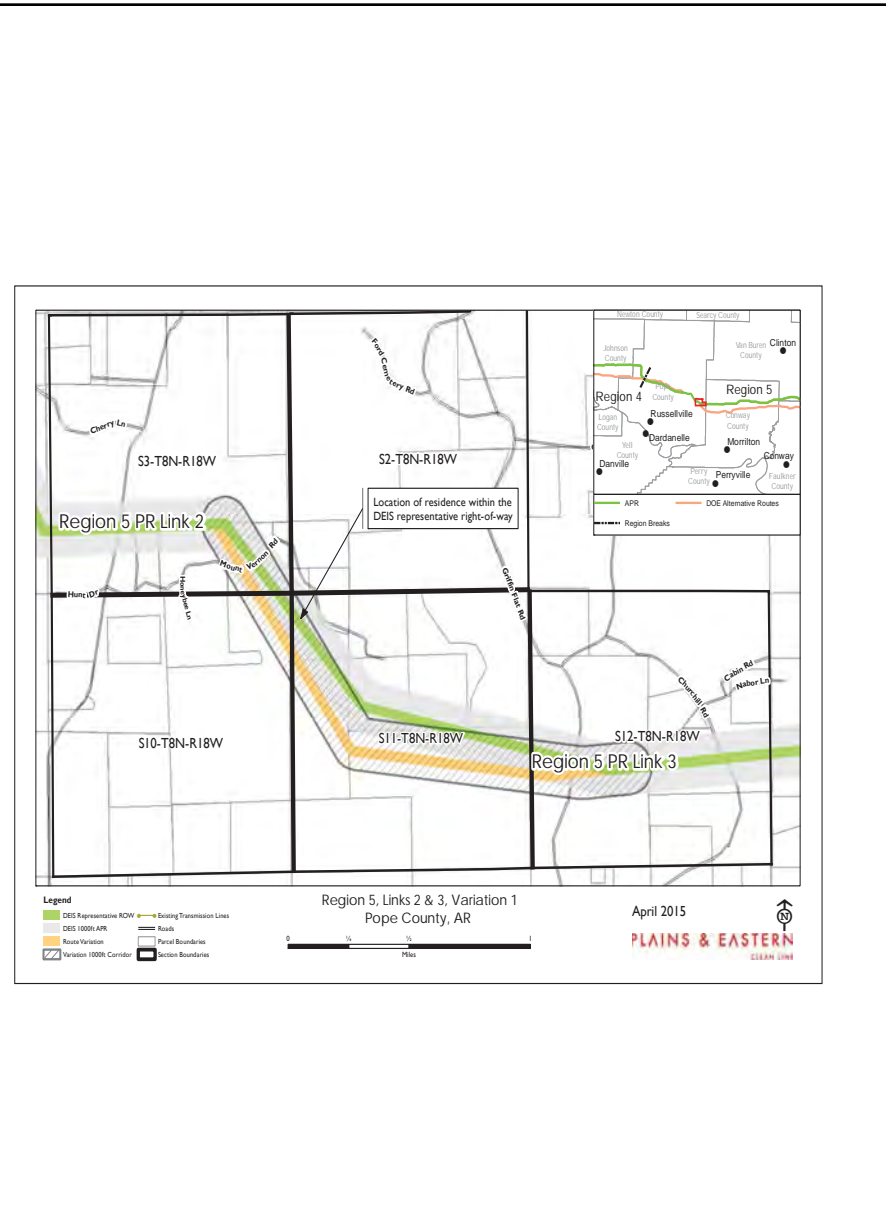 Newton County
Searcy County
Johnson
County
Van Buren
County
Clinton
Region 5
Region 4
Pope
County
Logan
County
Russellville
Conway
County
Dardanelle
Yell
County
Morrilton
Danville
Conway
Perry
County
Perryville
Faulkner
County
APR
DOE Alternative Routes
Region Breaks
Ford Cemetery Rd
Cherry Ln
S3-T8N-R18W
S2-T8N-R18W
Location of residence within the
DEIS representative right-of-way
Region 5 PR Link 2
Mount Vernon Rd
Hunt Dr
Honeybee Ln
Griffin Flat Rd
Cabin Rd
Nabor Ln
Churchill Rd
S10-T8N-R18W
S11-T8N-R18W
S12-T8N-R18W
Region 5 PR Link 3
Legend
DEIS Representative ROW
Existing Transmission Lines
DEIS 1000ft APR
Roads
Route Variation
Parcel Boundaries
Variation 1000ft Corridor
Section Boundaries
Region 5, Links 2 & 3, Variation 1
Pope County, AR
0 ¼ ½ 1
Miles
April 2015
N
PLAINS & EASTERN
CLEAN LINE